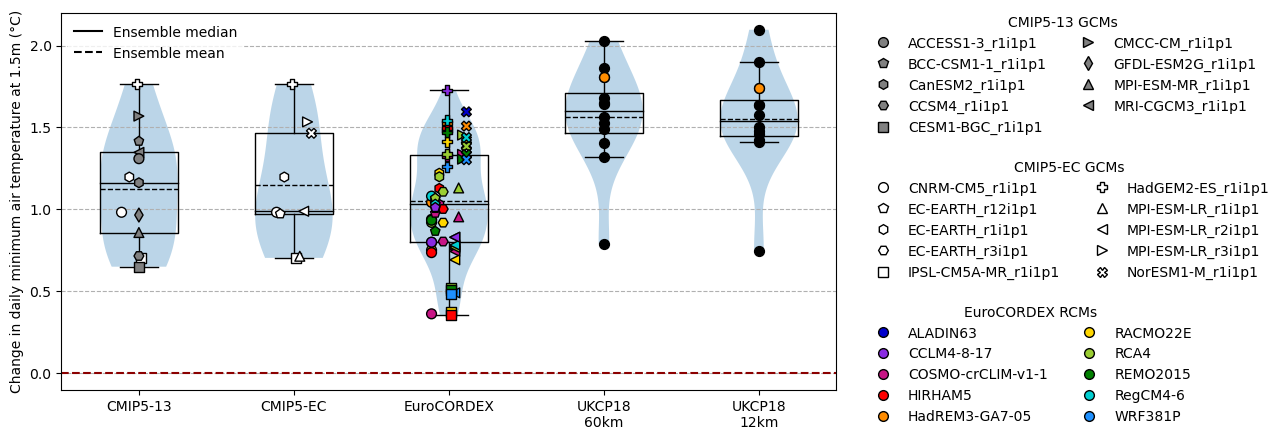 Change in daily minimum air temperature at 1.5m (°C)
2.0
1.5
1.0
0.5
0.0
Ensemble median
Ensemble mean
CMIP5-13
CMIP5-EC
EuroCORDEX
UKCP18
60km
UKCP18
12km
CMIP5-13 GCMs
ACCESS1-3_r1i1p1
BCC-CSM1-1_r1i1p1
CanESM2_r1i1p1
CCSM4_r1i1p1
CESM1-BGC_r1i1p1
CMCC-CM_r1i1p1
GFDL-ESM2G_r1i1p1
MPI-ESM-MR_r1i1p1
MRI-CGCM3_r1i1p1
CMIP5-EC GCMs
CNRM-CM5_r1i1p1
EC-EARTH_r12i1p1
EC-EARTH_r1i1p1
EC-EARTH_r3i1p1
IPSL-CM5A-MR_r1i1p1
HadGEM2-ES_r1i1p1
MPI-ESM-LR_r1i1p1
MPI-ESM-LR_r2i1p1
MPI-ESM-LR_r3i1p1
NorESM1-M_r1i1p1
EuroCORDEX RCMs
ALADIN63
CCLM4-8-17
COSMO-crCLIM-v1-1
HIRHAM5
HadREM3-GA7-05
RACMO22E
RCA4
REMO2015
RegCM4-6
WRF381P